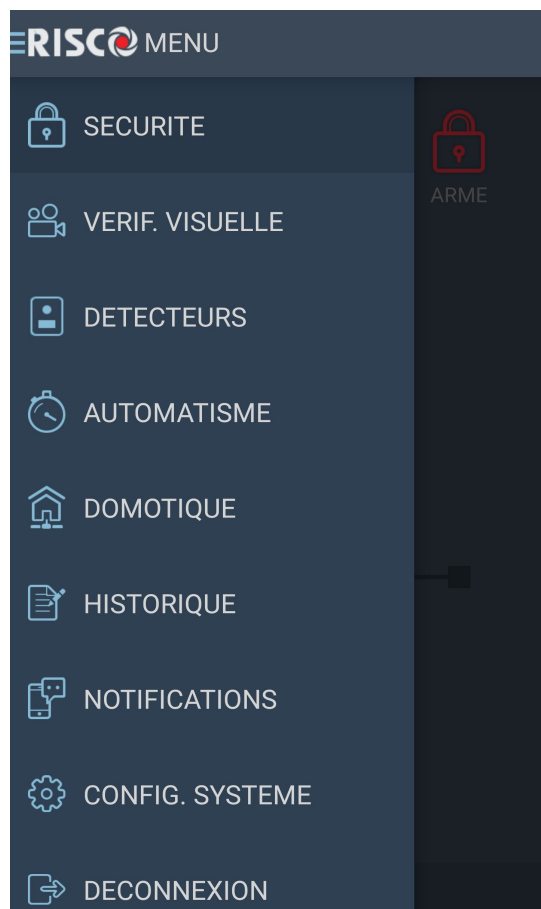 RISCO MENU
SECURITE
ARME
VERIF. VISUELLE
DETECTEURS
AUTOMATISME
DOMOTIQUE
HISTORIQUE
NOTIFICATIONS
CONFIG. SYSTEME
DECONNEXION